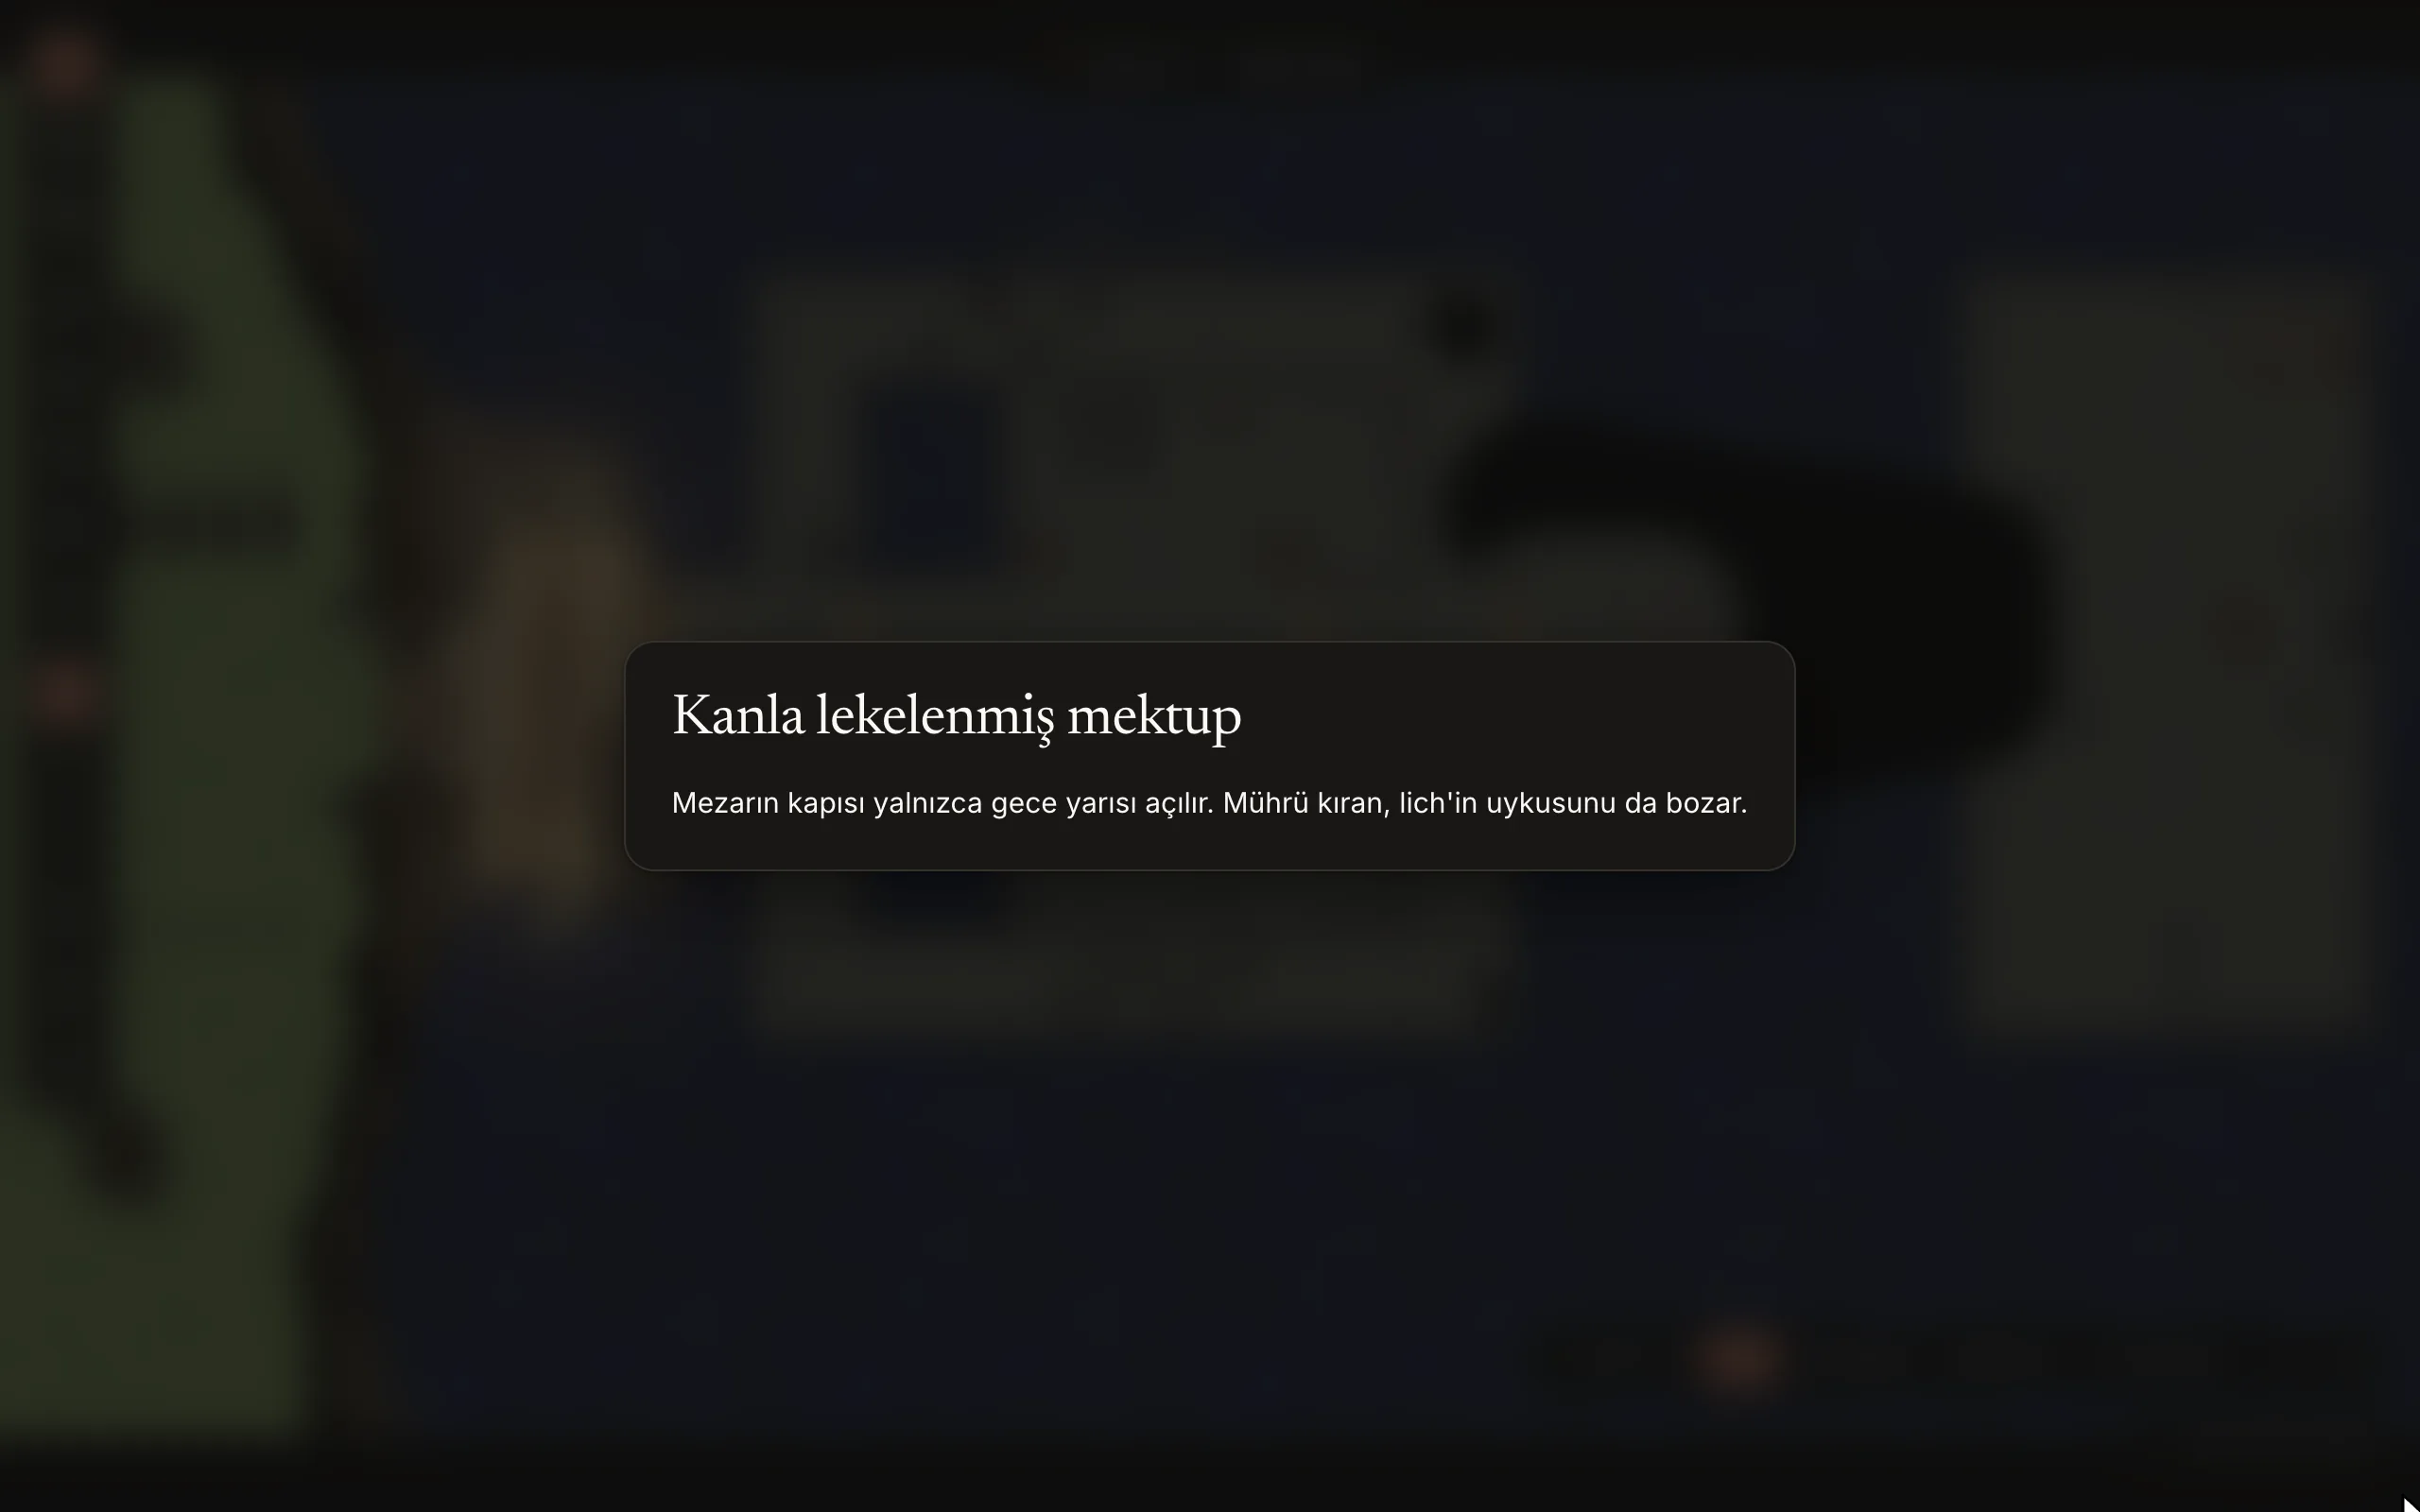 Kanla lekelenmiş mektup
Mezarın kapısı yalnızca gece yarısı açılır. Mührü kıran, lich'in uykusunu da bozar.